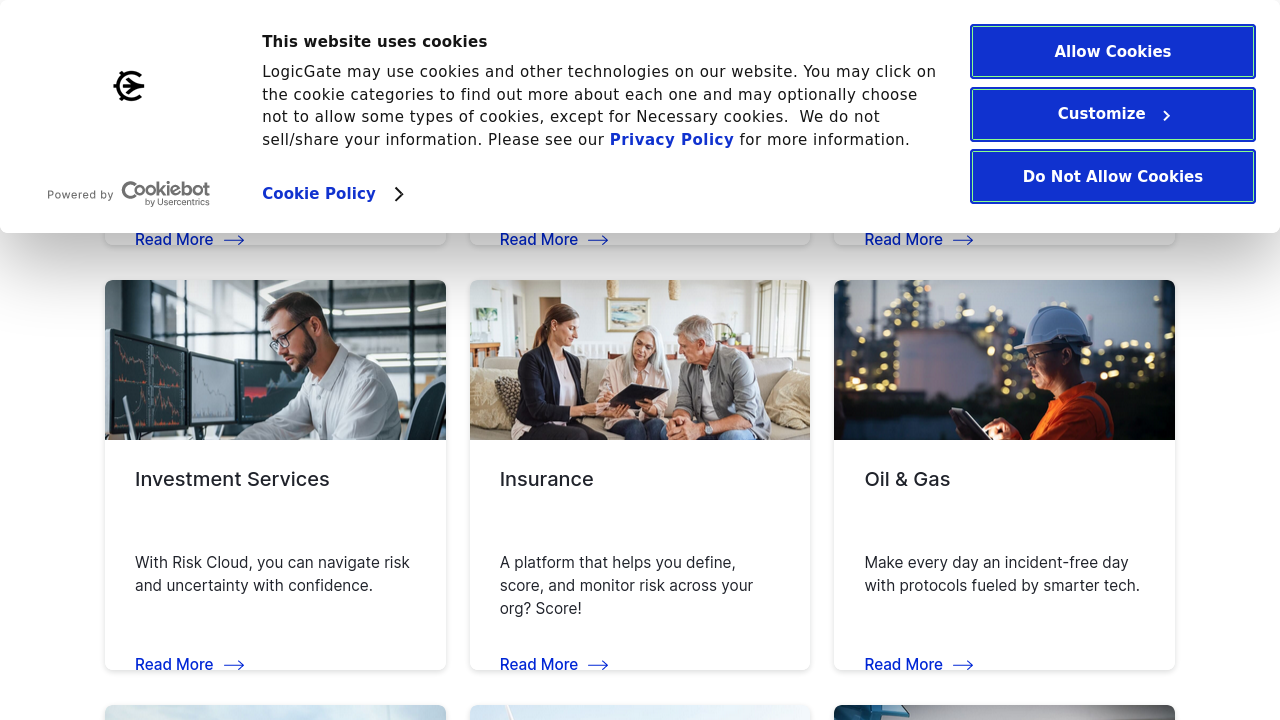 This website uses cookies
LogicGate may use cookies and other technologies on our website. You may click on
the cookie categories to find out more about each one and may optionally choose
not to allow some types of cookies, except for Necessary cookies.  We do not
sell/share your information. Please see our Privacy Policy for more information.
Cookie Policy
Powered by Cookiebot
by Usercentrics
Allow Cookies
Customize
Do Not Allow Cookies
Read More
Read More
Read More
Investment Services
With Risk Cloud, you can navigate risk
and uncertainty with confidence.
Read More
Insurance
A platform that helps you define,
score, and monitor risk across your
org? Score!
Read More
Oil & Gas
Make every day an incident-free day
with protocols fueled by smarter tech.
Read More